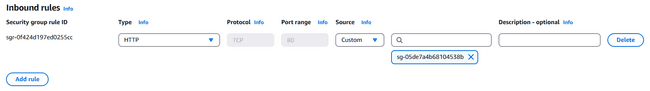 Inbound rules Info
Security group rule ID Type Info Protocol Info Port range Info Source Info Description - optional Info
sgr-0f424d197ed0255cc HTTP TCP 80 Custom Delete
sg-05de7a4b68104538b
Add rule